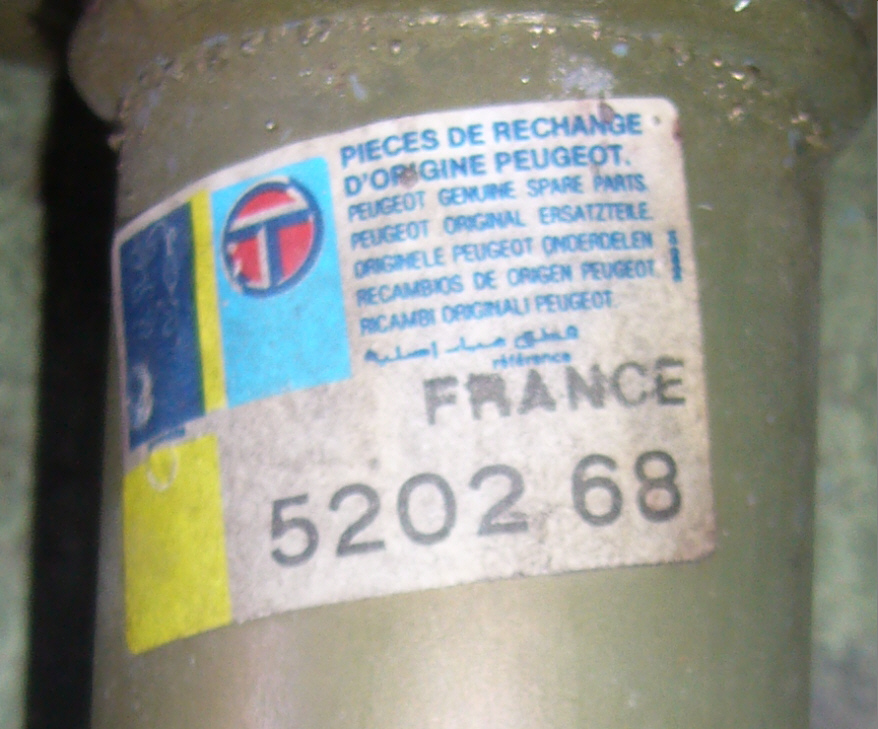 PIECES DE RECHANGE
D'ORIGINE PEUGEOT.
PEUGEOT GENUINE SPARE PARTS
PEUGEOT ORIGINAL ERSATZTEILE.
ORIGINELE PEUGEOT ONDERDELEN
RECAMBIOS DE ORIGEN PEUGEOT
RICAMBI ORIGINALI PEUGEOT.
référence
FRANCE
5202 68